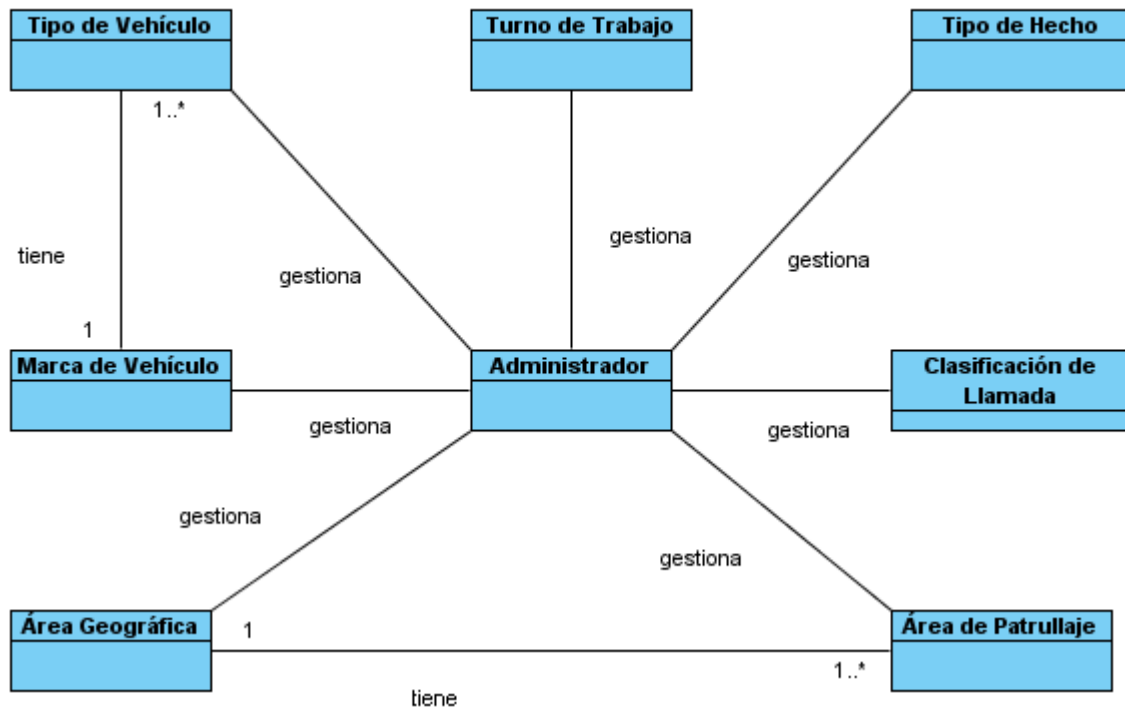 Tipo de Vehículo
Turno de Trabajo
Tipo de Hecho
1..*
tiene
gestiona
gestiona
gestiona
1
Marca de Vehículo
Administrador
Clasificación de
Llamada
gestiona
gestiona
gestiona
gestiona
Área Geográfica
1
Área de Patrullaje
1..*
tiene